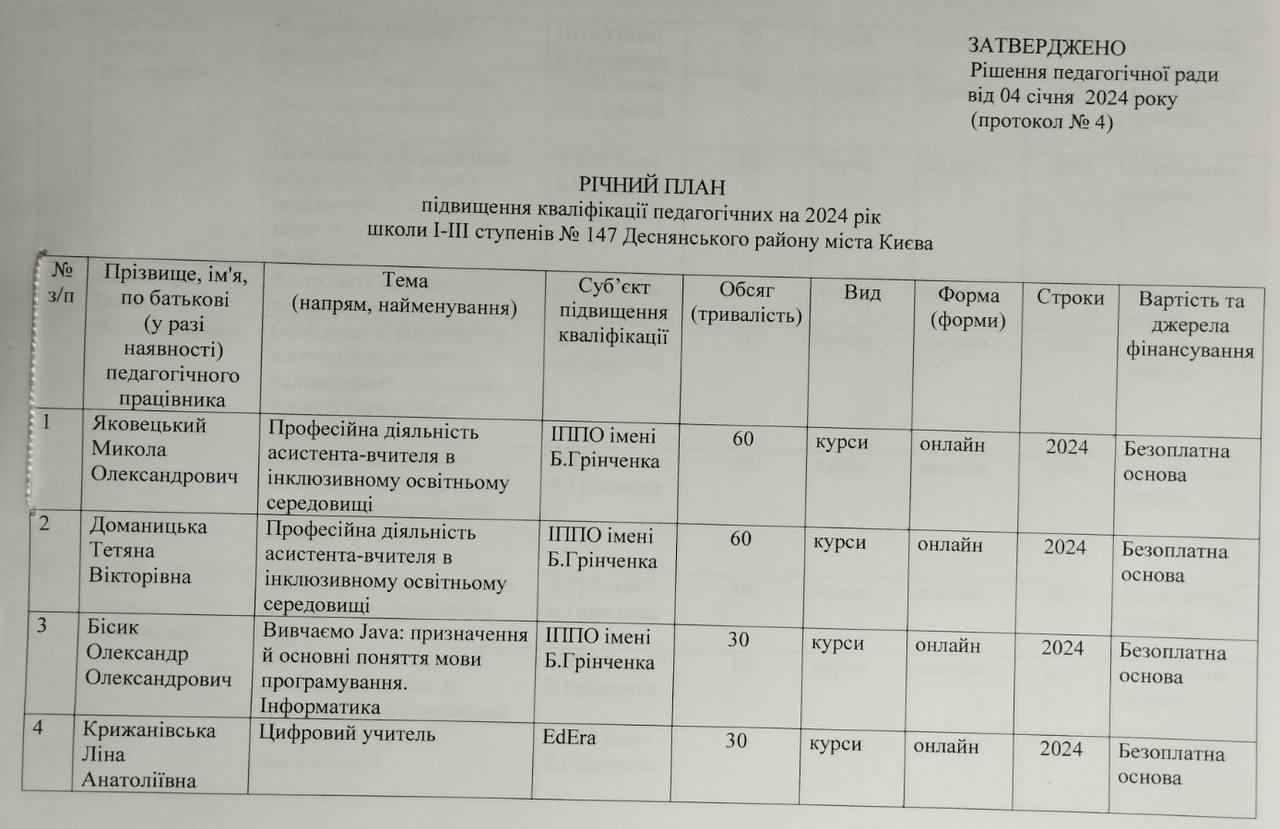 ЗАТВЕРДЖЕНО
Рішення педагогічної ради
від 04 січня 2024 року
(протокол № 4)
РІЧНИЙ ПЛАН
підвищення кваліфікації педагогічних на 2024 рік
школи І-ІІІ ступенів № 147 Деснянського району міста Києва
№
з/п
Прізвище, ім'я,
по батькові
(у разі
наявності)
педагогічного
працівника
Тема
(напрям, найменування)
Суб’єкт
підвищення
кваліфікації
Обсяг
(тривалість)
Вид
Форма
(форми)
Строки
Вартість та
джерела
фінансування
1
Яковецький
Микола
Олександрович
Професійна діяльність
асистента-вчителя в
інклюзивному освітньому
середовищі
ІППО імені
Б.Грінченка
60
курси
онлайн
2024
Безоплатна
основа
2
Доманицька
Тетяна
Вікторівна
Професійна діяльність
асистента-вчителя в
інклюзивному освітньому
середовищі
ІППО імені
Б.Грінченка
60
курси
онлайн
2024
Безоплатна
основа
3
Бісик
Олександр
Олександрович
Вивчаємо Java: призначення
й основні поняття мови
програмування.
Інформатика
ІППО імені
Б.Грінченка
30
курси
онлайн
2024
Безоплатна
основа
4
Крижанівська
Ліна
Анатоліївна
Цифровий учитель
EdEra
30
курси
онлайн
2024
Безоплатна
основа